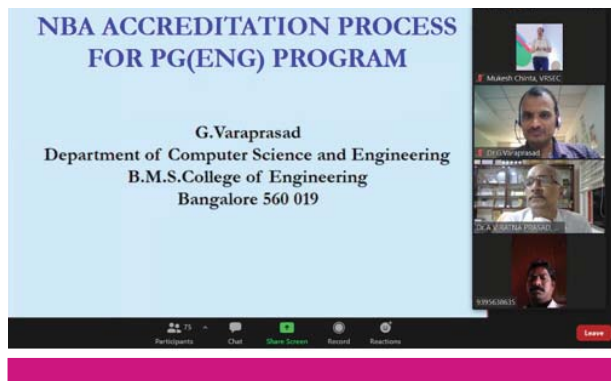 NBA ACCREDITATION PROCESS
FOR PG(ENG) PROGRAM
G.Varaprasad
Department of Computer Science and Engineering
B.M.S.College of Engineering
Bangalore 560 019
Mukesh Chinta, VRSEC
Dr.G.Varaprasad
Dr.A.V.RATNA PRASAD,...
9395638635
75
Participants
Chat
Share Screen
Record
Reactions
Leave